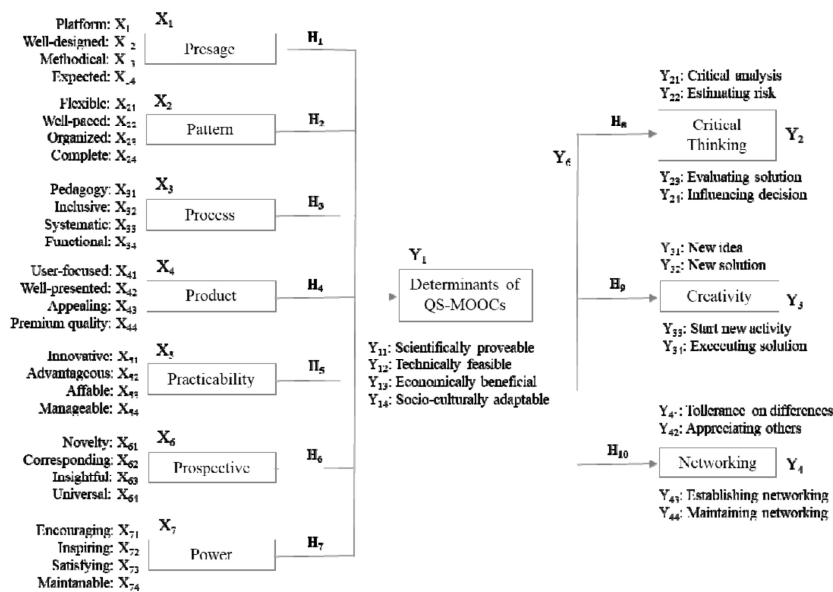 Platform: X₁
Well-designed: X₂
Methodical: X₃
Expected: X₄
X₁
Presage
H₁
Flexible: X₂₁
Well-paced: X₂₂
Organized: X₂₃
Complete: X₂₄
X₂
Pattern
H₂
Pedagogy: X₃₁
Inclusive: X₃₂
Systematic: X₃₃
Functional: X₃₄
X₃
Process
H₃
User-focused: X₄₁
Well-presented: X₄₂
Appealing: X₄₃
Premium quality: X₄₄
X₄
Product
H₄
Innovative: X₅₁
Advantageous: X₅₂
Affable: X₅₃
Manageable: X₅₄
X₅
Practicability
H₅
Novelty: X₆₁
Corresponding: X₆₂
Insightful: X₆₃
Universal: X₆₄
X₆
Prospective
H₆
Encouraging: X₇₁
Inspiring: X₇₂
Satisfying: X₇₃
Maintanable: X₇₄
X₇
Power
H₇
Y₁
Determinants of
QS-MOOCs
Y₁₁: Scientifically proveable
Y₁₂: Technically feasible
Y₁₃: Economically beneficial
Y₁₄: Socio-culturally adaptable
Y₆
Y₂₁: Critical analysis
Y₂₂: Estimating risk
H₈
Critical
Thinking
Y₂
Y₂₃: Evaluating solution
Y₂₄: Influencing decision
Y₃₁: New idea
Y₃₂: New solution
H₉
Creativity
Y₃
Y₃₃: Start new activity
Y₃₄: Exeecuting solution
Y₄: Tollerance on differences
Y₄₂: Appreciating others
H₁₀
Networking
Y₄
Y₄₃: Establishing networking
Y₄₄: Maintaining networking